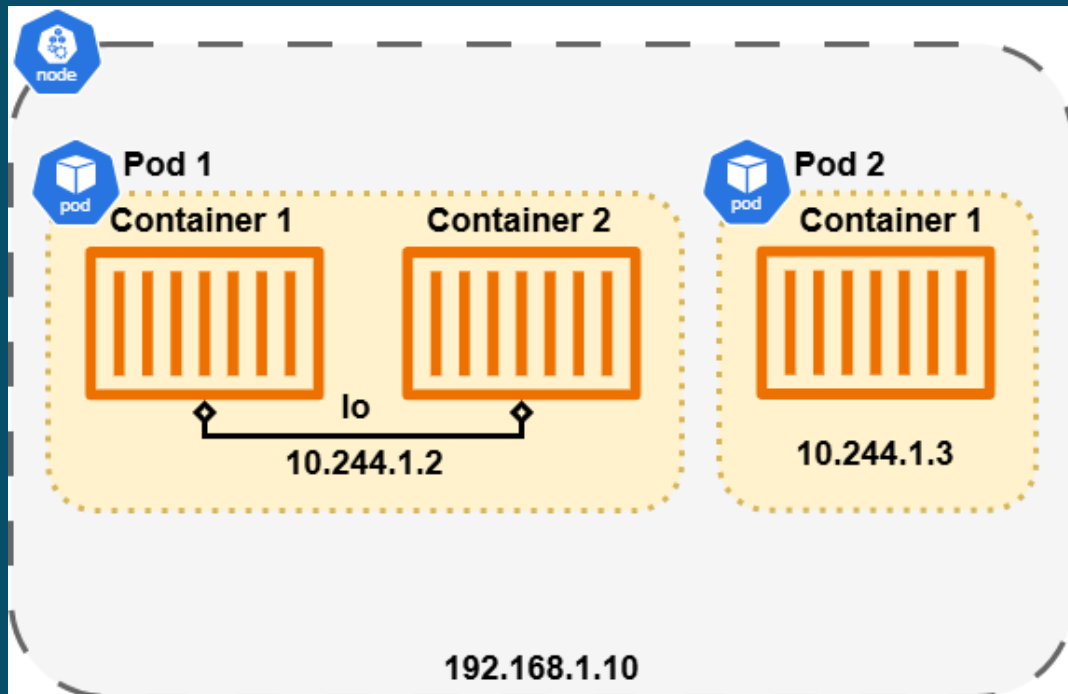 node
Pod 1
Pod 2
pod
pod
Container 1
Container 2
Container 1
lo
10.244.1.2
10.244.1.3
192.168.1.10